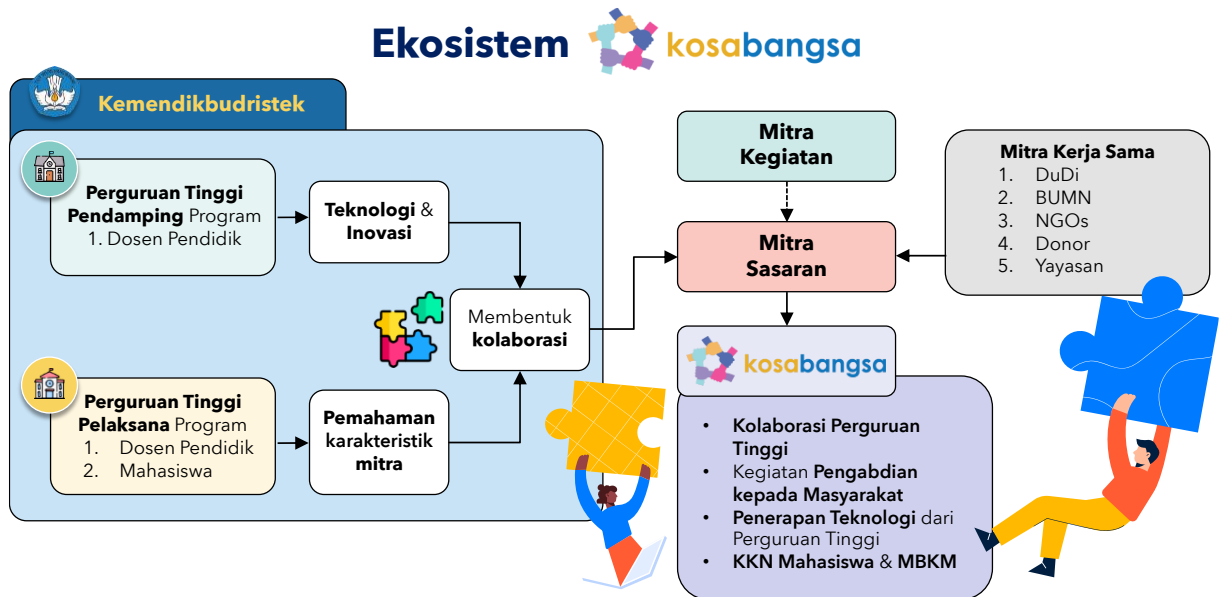 Ekosistem kosabangsa
Kemendikbudristek
Perguruan Tinggi
Pendamping Program
1. Dosen Pendidik
Teknologi &
Inovasi
Membentuk
kolaborasi
Perguruan Tinggi
Pelaksana Program
1. Dosen Pendidik
2. Mahasiswa
Pemahaman
karakteristik
mitra
Mitra
Kegiatan
Mitra
Sasaran
Mitra Kerja Sama
1. DuDi
2. BUMN
3. NGOs
4. Donor
5. Yayasan
kosabangsa
• Kolaborasi Perguruan
Tinggi
• Kegiatan Pengabdian
kepada Masyarakat
• Penerapan Teknologi dari
Perguruan Tinggi
• KKN Mahasiswa & MBKM